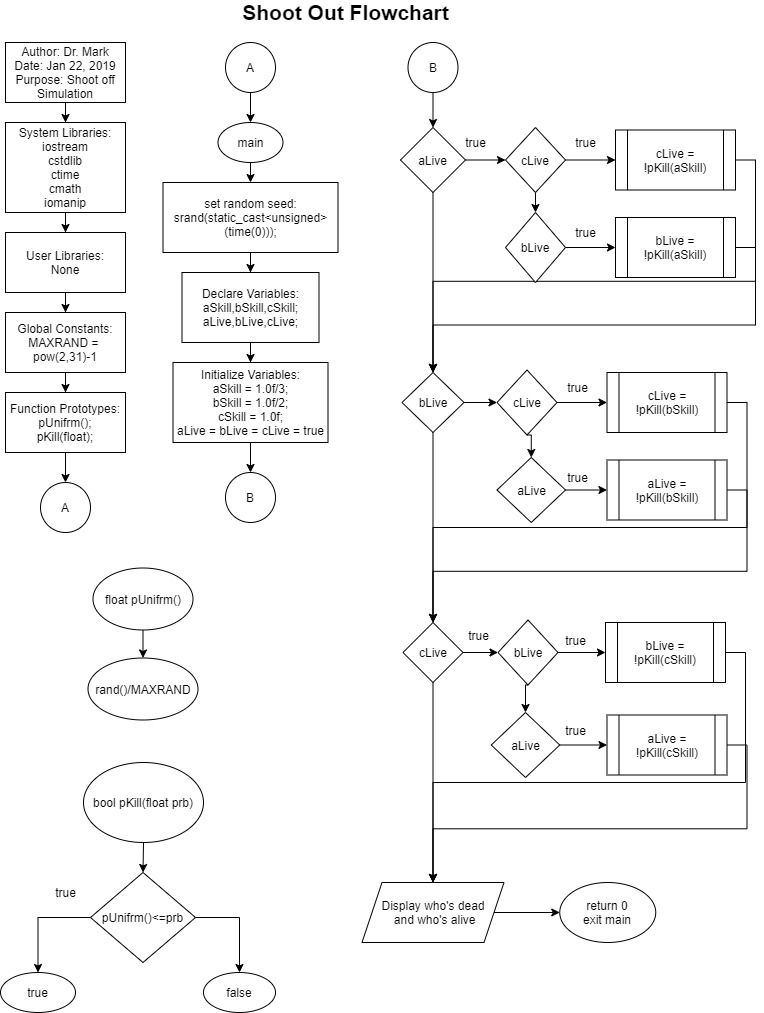 Shoot Out Flowchart
Author: Dr. Mark
Date: Jan 22, 2019
Purpose: Shoot off
Simulation
System Libraries:
iostream
cstdlib
ctime
cmath
iomanip
User Libraries:
None
Global Constants:
MAXRAND =
pow(2,31)-1
Function Prototypes:
pUnifrm();
pKill(float);
A
A
main
set random seed:
srand(static_cast<unsigned>
(time(0)));
Declare Variables:
aSkill,bSkill,cSkill;
aLive,bLive,cLive;
Initialize Variables:
aSkill = 1.0f/3;
bSkill = 1.0f/2;
cSkill = 1.0f;
aLive = bLive = cLive = true
B
B
aLive
true
cLive
true
cLive =
!pKill(aSkill)
bLive
true
bLive =
!pKill(aSkill)
bLive
cLive
true
cLive =
!pKill(bSkill)
aLive
true
aLive =
!pKill(bSkill)
cLive
true
bLive
true
bLive =
!pKill(cSkill)
aLive
true
aLive =
!pKill(cSkill)
Display who's dead
and who's alive
return 0
exit main
float pUnifrm()
rand()/MAXRAND
bool pKill(float prb)
true
pUnifrm()<=prb
true
false